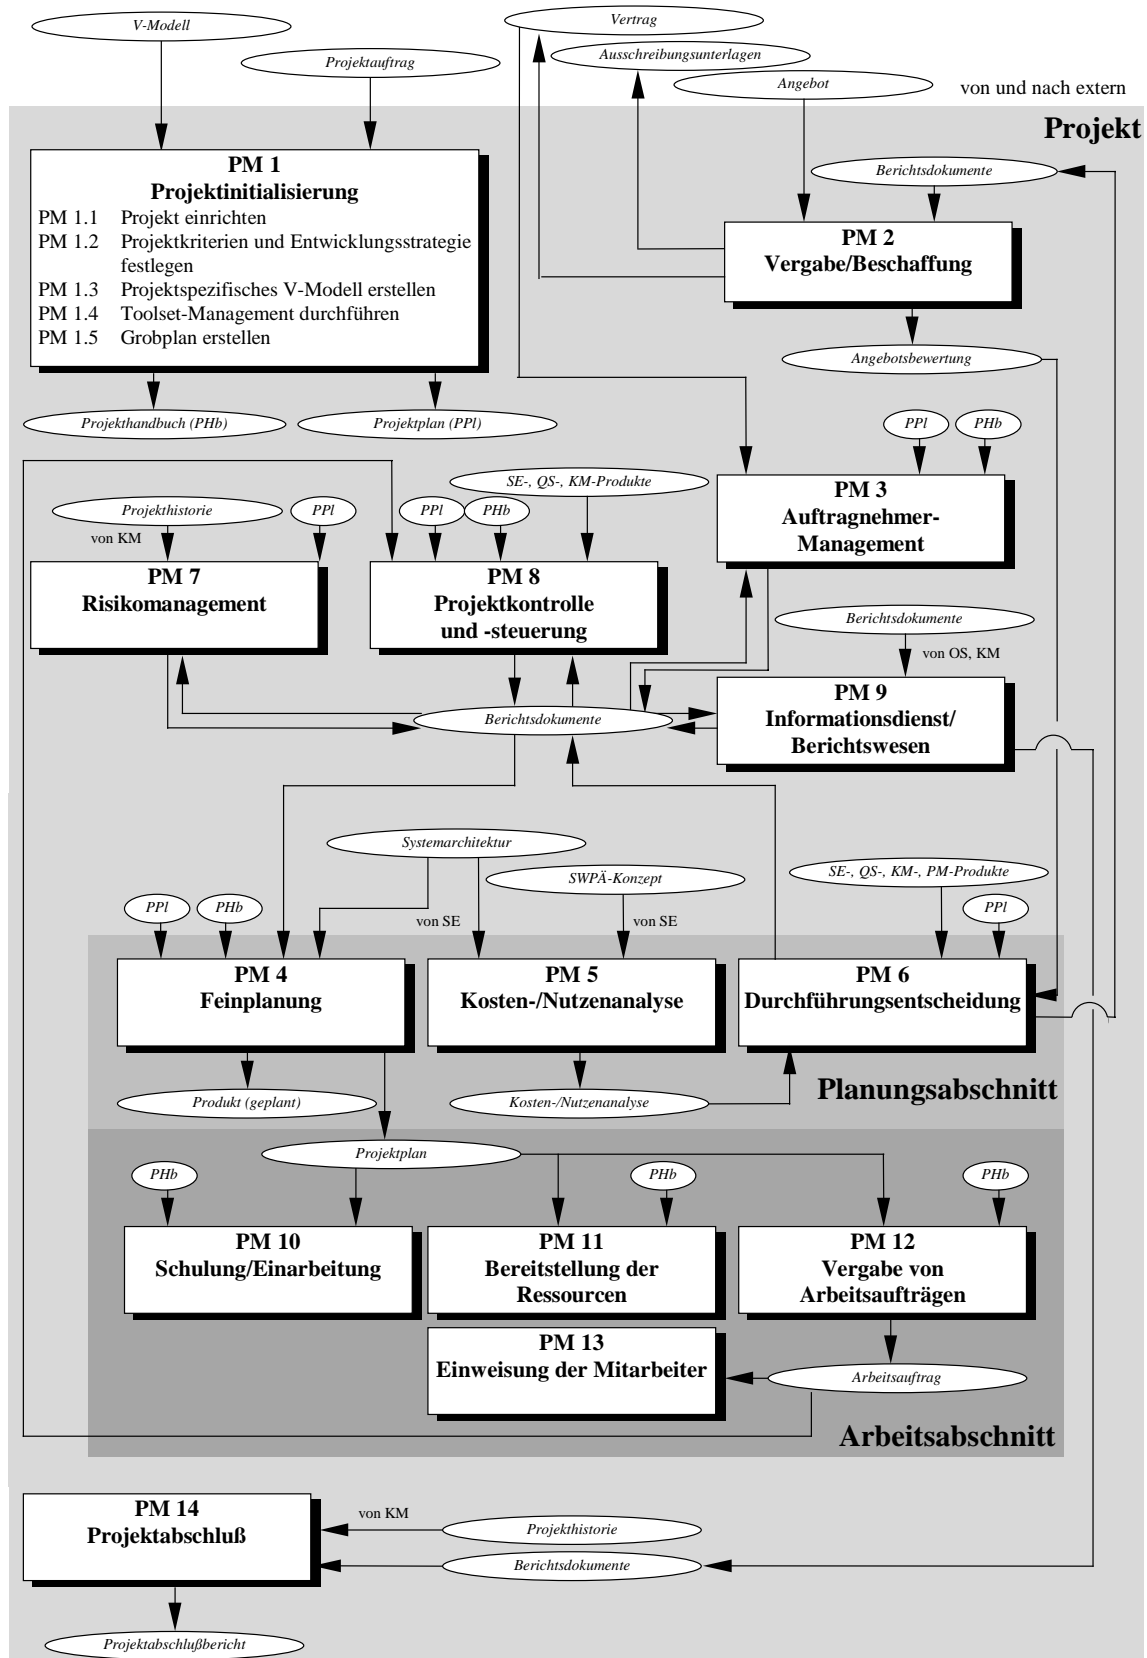 V-Modell
Vertrag
Ausschreibungsunterlagen
Projektauftrag
Angebot
von und nach extern
Projekt
PM 1
Projektinitialisierung
PM 1.1 Projekt einrichten
PM 1.2 Projektkriterien und Entwicklungsstrategie
festlegen
PM 1.3 Projektspezifisches V-Modell erstellen
PM 1.4 Toolset-Management durchführen
PM 1.5 Grobplan erstellen
Berichtsdokumente
PM 2
Vergabe/Beschaffung
Angebotsbewertung
Projekthandbuch (PHb)
Projektplan (PPl)
PPl
PHb
PM 3
Auftragnehmer-
Management
SE-, QS-, KM-Produkte
Projekthistorie
von KM
PPl
PPl
PHb
PM 7
Risikomanagement
PM 8
Projektkontrolle
und -steuerung
Berichtsdokumente
von OS, KM
PM 9
Informationsdienst/
Berichtswesen
Berichtsdokumente
Systemarchitektur
SWPÄ-Konzept
SE-, QS-, KM-, PM-Produkte
PPl
PHb
von SE
von SE
PPl
PM 4
Feinplanung
PM 5
Kosten-/Nutzenanalyse
PM 6
Durchführungsentscheidung
Produkt (geplant)
Kosten-/Nutzenanalyse
Planungsabschnitt
Projektplan
PHb
PHb
PHb
PM 10
Schulung/Einarbeitung
PM 11
Bereitstellung der
Ressourcen
PM 12
Vergabe von
Arbeitsaufträgen
PM 13
Einweisung der Mitarbeiter
Arbeitsauftrag
Arbeitsabschnitt
PM 14
Projektabschluß
von KM
Projekthistorie
Berichtsdokumente
Projektabschlußbericht